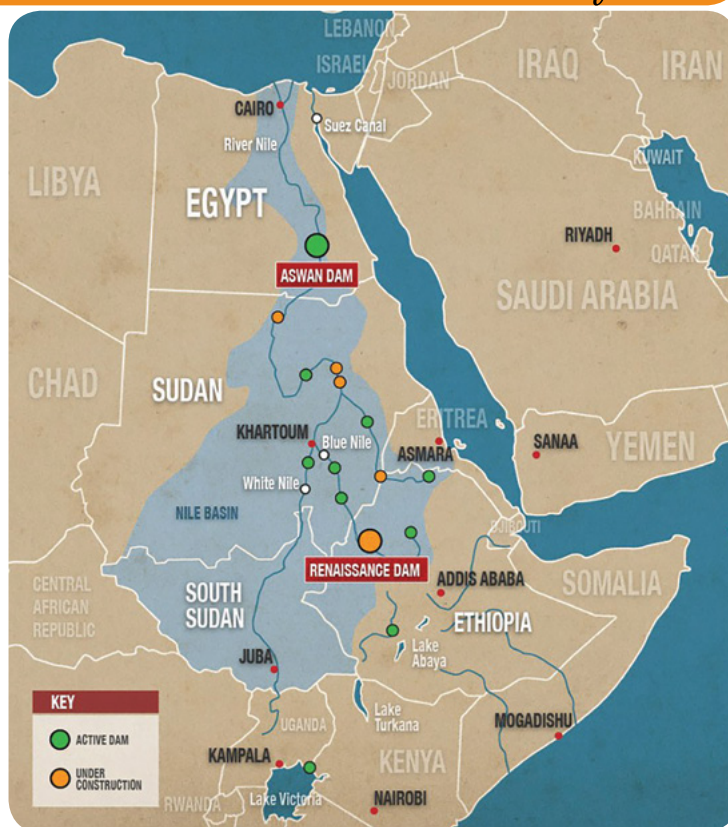 LEBANON
ISRAEL
JORDAN
IRAQ
IRAN
CAIRO
Suez Canal
River Nile
KUWAIT
LIBYA
EGYPT
BAHRAIN
RIYADH
QATAR
ASWAN DAM
SAUDI ARABIA
CHAD
SUDAN
ERITREA
KHARTOUM
Blue Nile
ASMARA
SANAA
YEMEN
White Nile
NILE BASIN
DJIBOUTI
RENAISSANCE DAM
CENTRAL
AFRICAN
REPUBLIC
SOUTH
SUDAN
ADDIS ABABA
SOMALIA
ETHIOPIA
Lake
Abaya
JUBA
KEY
ACTIVE DAM
UNDER
CONSTRUCTION
Lake
Turkana
UGANDA
MOGADISHU
KAMPALA
KENYA
RWANDA
Lake Victoria
NAIROBI